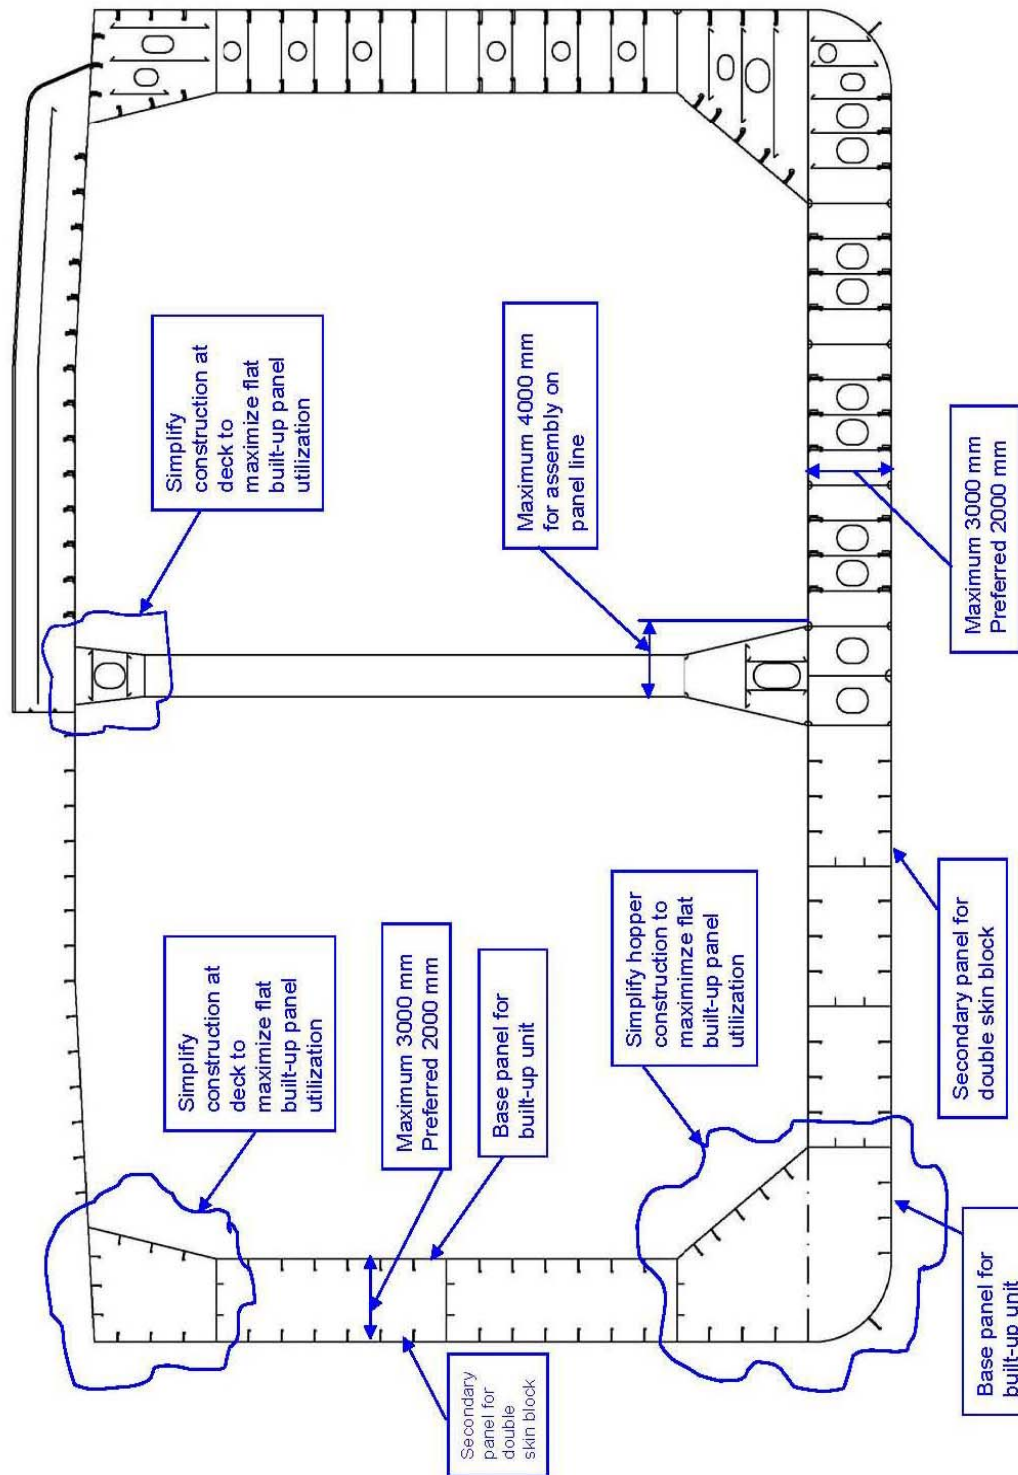 Simplify
construction at
deck to
maximize flat
built-up panel
utilization
Simplify
construction at
deck to
maximize flat
built-up panel
utilization
Maximum 3000 mm
Preferred 2000 mm
Base panel for
built-up unit
Secondary
panel for
double
skin block
Maximum 4000 mm
for assembly on
panel line
Simplify hopper
construction to
maximimze flat
built-up panel
utilization
Maximum 3000 mm
Preferred 2000 mm
Secondary panel for
double skin block
Base panel for
built-up unit